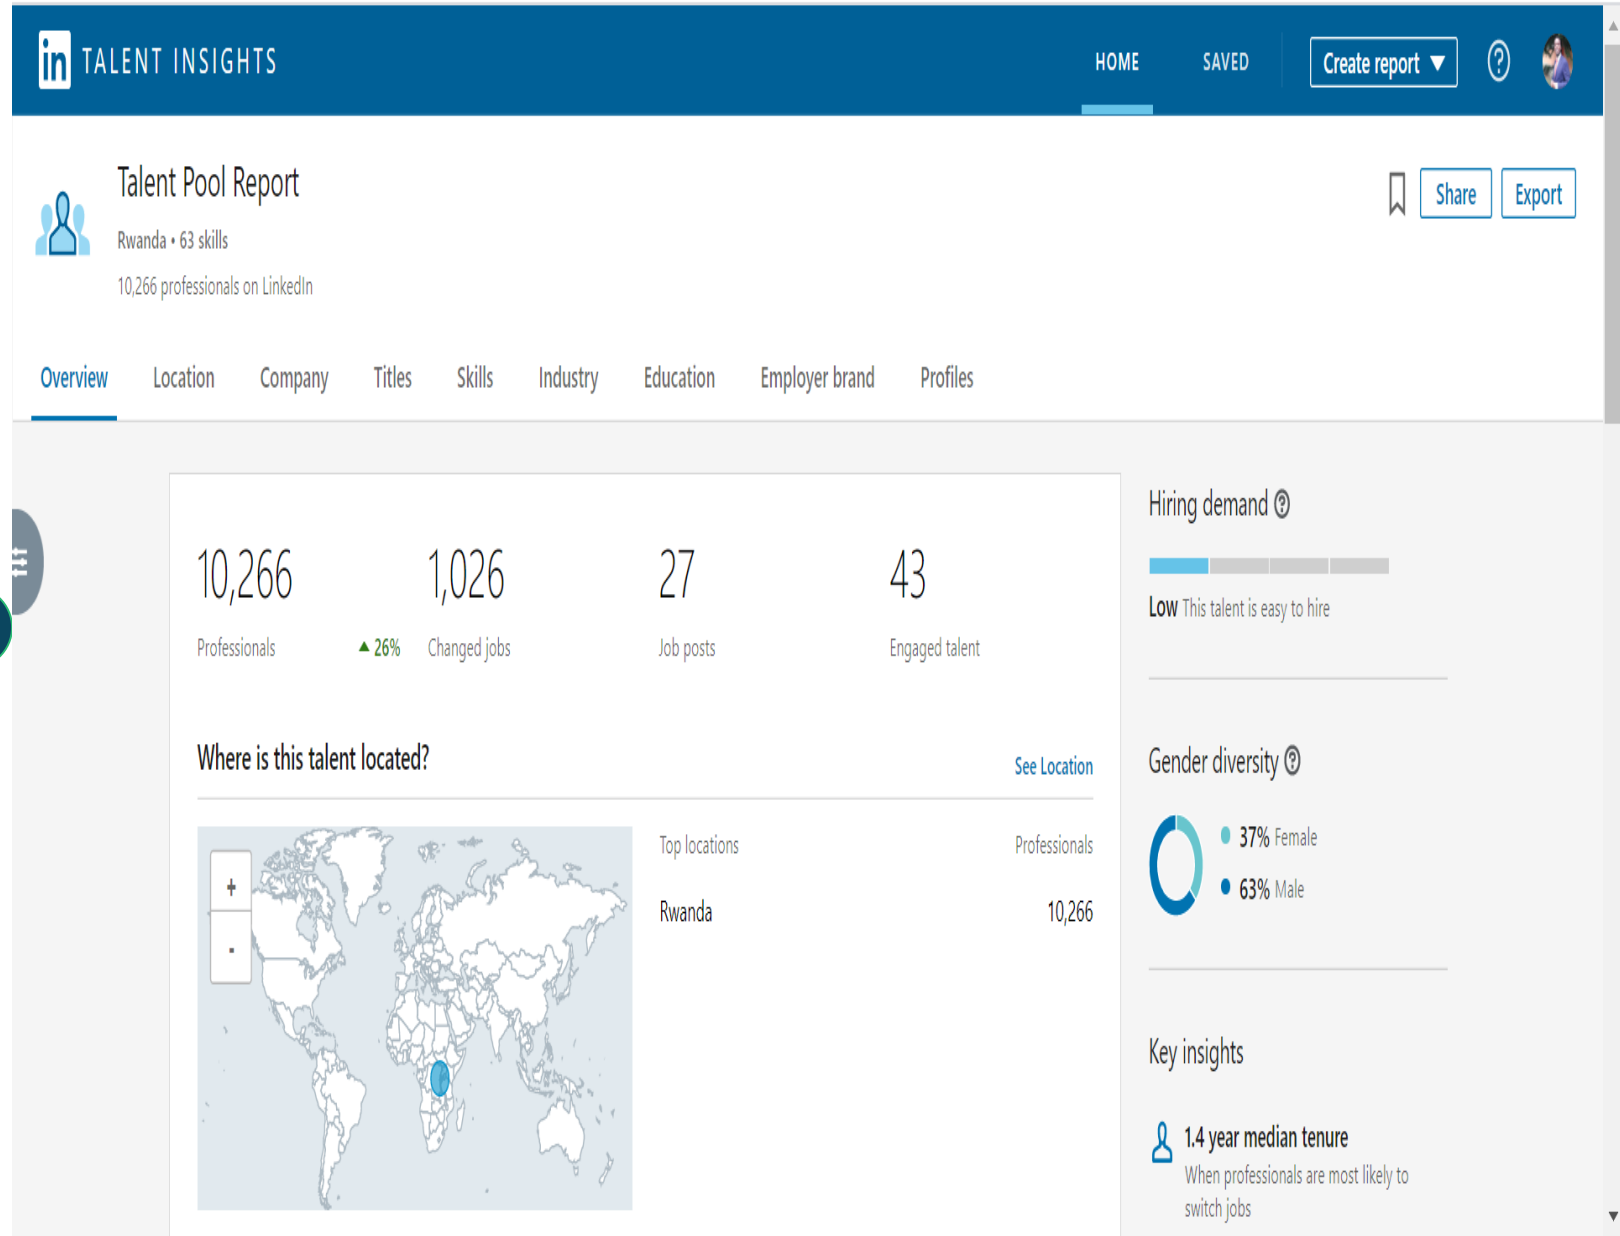 in TALENT INSIGHTS
HOME
SAVED
Create report ▼
?
Talent Pool Report
Rwanda • 63 skills
10,266 professionals on LinkedIn
Share
Export
Overview
Location
Company
Titles
Skills
Industry
Education
Employer brand
Profiles
10,266
Professionals
▲ 26%
1,026
Changed jobs
27
Job posts
43
Engaged talent
Where is this talent located?
See Location
+
-
Top locations
Professionals
Rwanda
10,266
Hiring demand ?
Low This talent is easy to hire
Gender diversity ?
37% Female
63% Male
Key insights
1.4 year median tenure
When professionals are most likely to
switch jobs